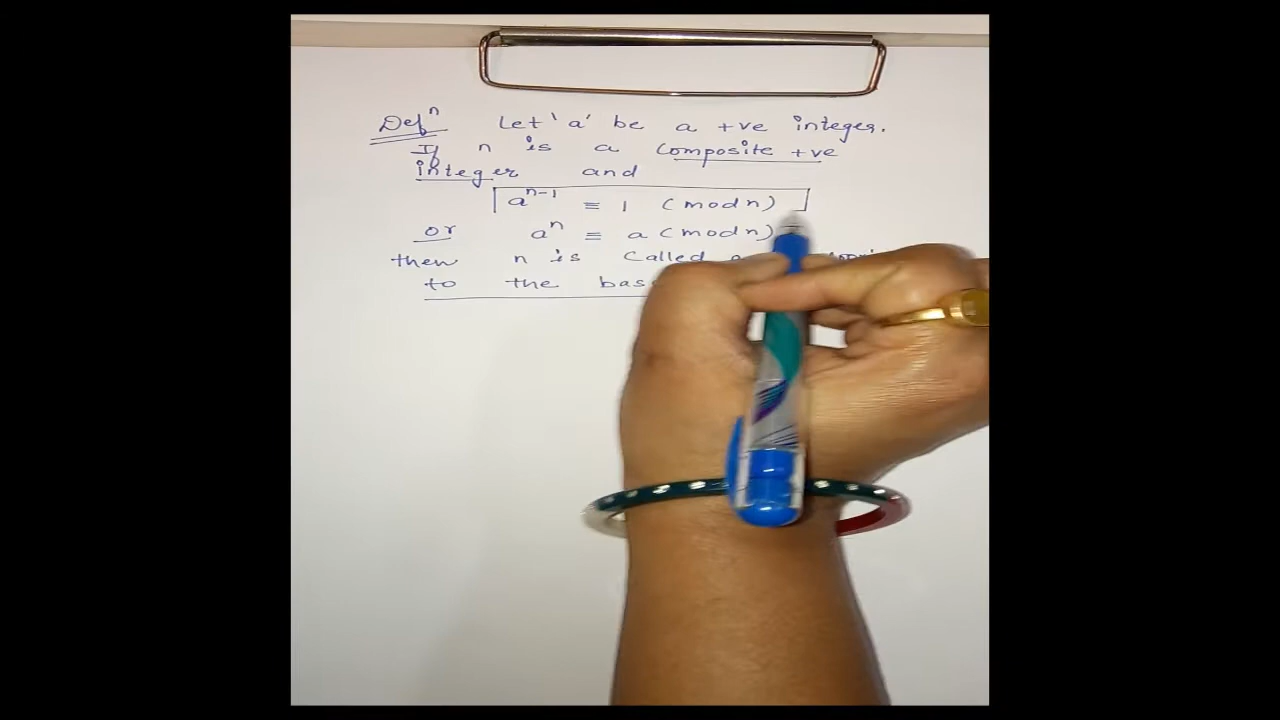 Defⁿ Let 'a' be a +ve integer.
If n is a composite +ve
integer and
a^{n-1} ≡ 1 (mod n)
or aⁿ ≡ a (mod n)
then n is called
to the